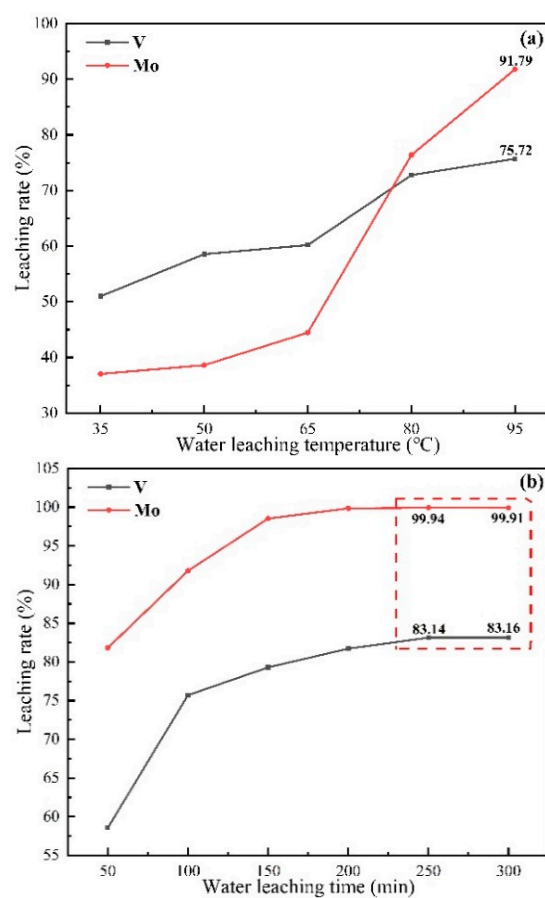 (a)
V
Mo
Leaching rate (%)
100
90
80
70
60
50
40
30
91.79
75.72
35 50 65 80 95
Water leaching temperature (℃)
(b)
V
Mo
Leaching rate (%)
105
100
95
90
85
80
75
70
65
60
55
99.94 99.91
83.14 83.16
50 100 150 200 250 300
Water leaching time (min)